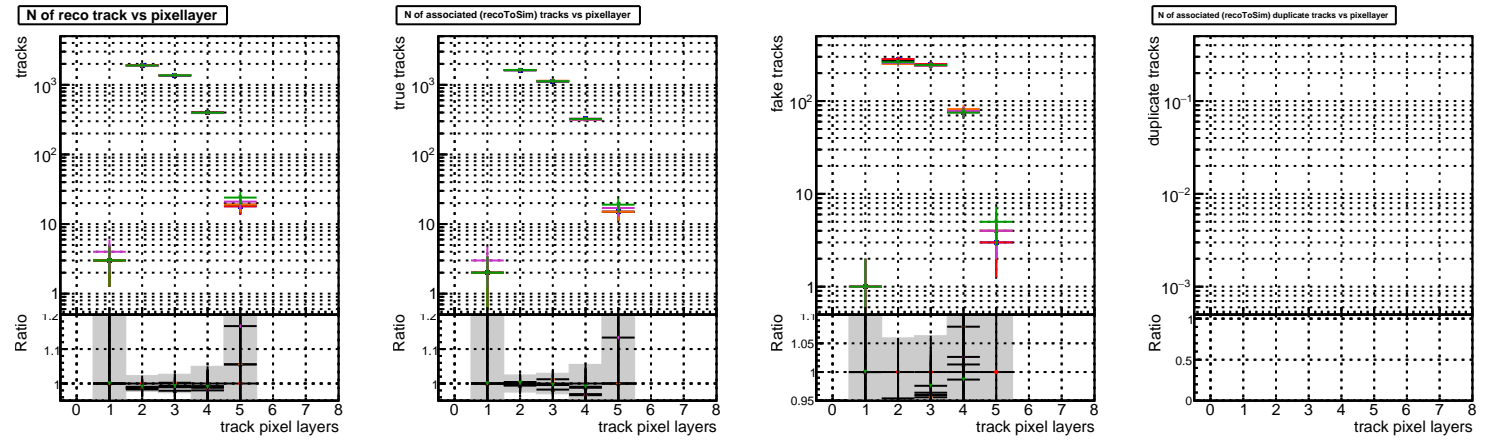 N of reco track vs pixellayer
tracks
10³
10²
10
1
Ratio
1.2
1.1
1
0 1 2 3 4 5 6 7 8
track pixel layers
N of associated (recoToSim) tracks vs pixellayer
true tracks
10³
10²
10
1
Ratio
1.2
1.1
1
0 1 2 3 4 5 6 7 8
track pixel layers
fake tracks
10²
10
1
Ratio
1.1
1.05
1
0.95
0 1 2 3 4 5 6 7 8
track pixel layers
N of associated (recoToSim) duplicate tracks vs pixellayer
duplicate tracks
10⁻¹
10⁻²
10⁻³
Ratio
1
0.5
0
0 1 2 3 4 5 6 7 8
track pixel layers